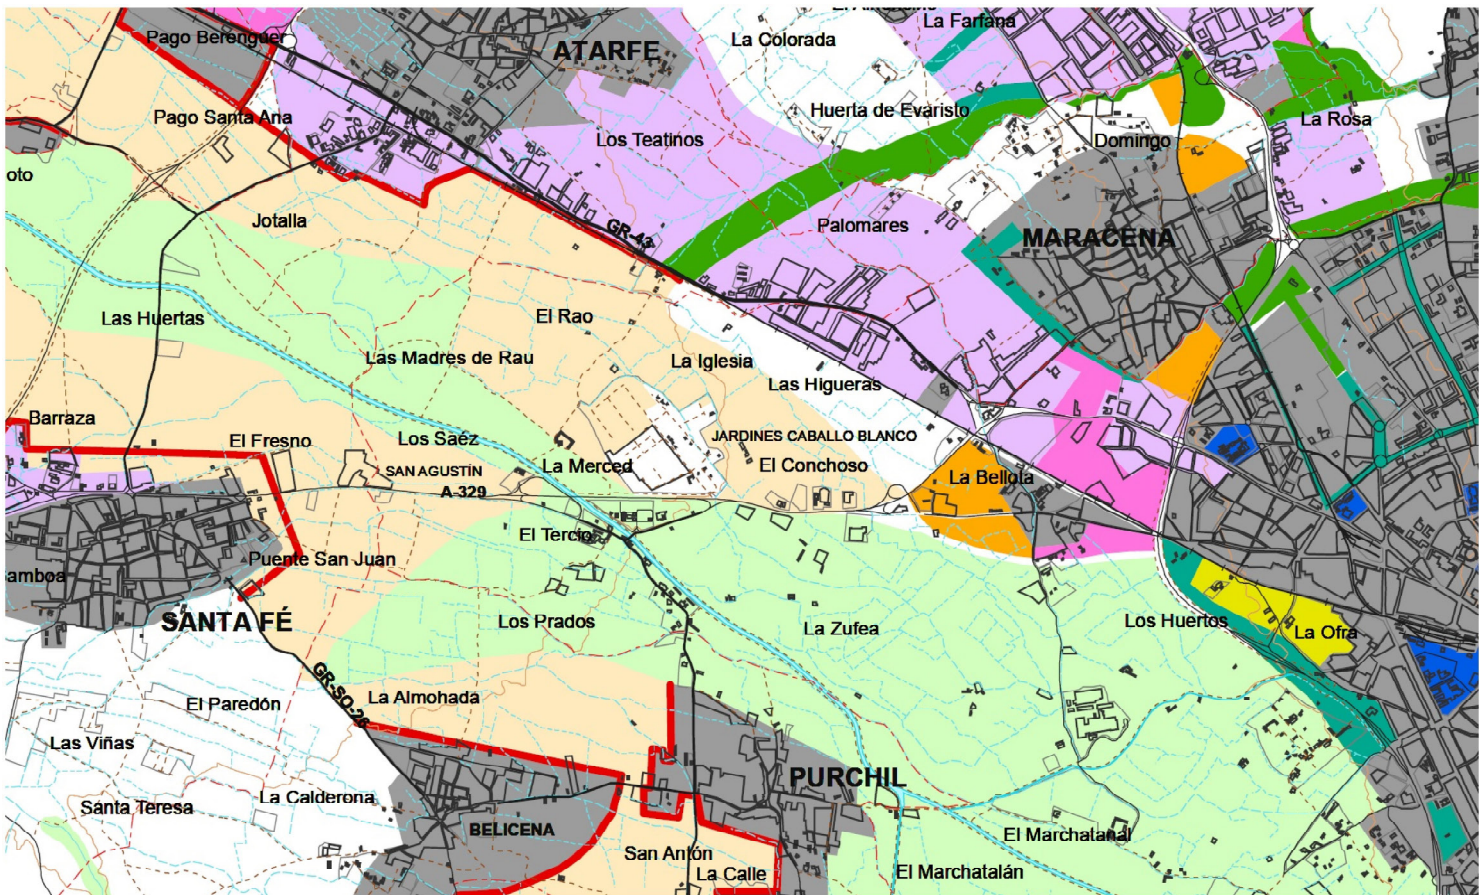 La Farfana
Pago Berenguer
La Colorada
ATARFE
Huerta de Evaristo
Pago Santa Ana
La Rosa
Los Teatinos
Domingo
oto
Jotalla
Palomares
GR-43
MARACENA
Las Huertas
El Rao
Las Madres de Rau
La Iglesia
Las Higueras
Barraza
El Fresno
Los Saéz
JARDINES CABALLO BLANCO
SAN AGUSTÍN
La Merced
El Conchoso
La Bellota
A-329
El Tercio
Puente San Juan
amboa
SANTA FÉ
Los Prados
La Zufea
Los Huertos
La Ofra
GR-SO-26
La Almohada
El Paredón
Las Viñas
PURCHIL
La Calderona
Santa Teresa
BELICENA
El Marchatanal
San Antón
La Calle
El Marchatalán